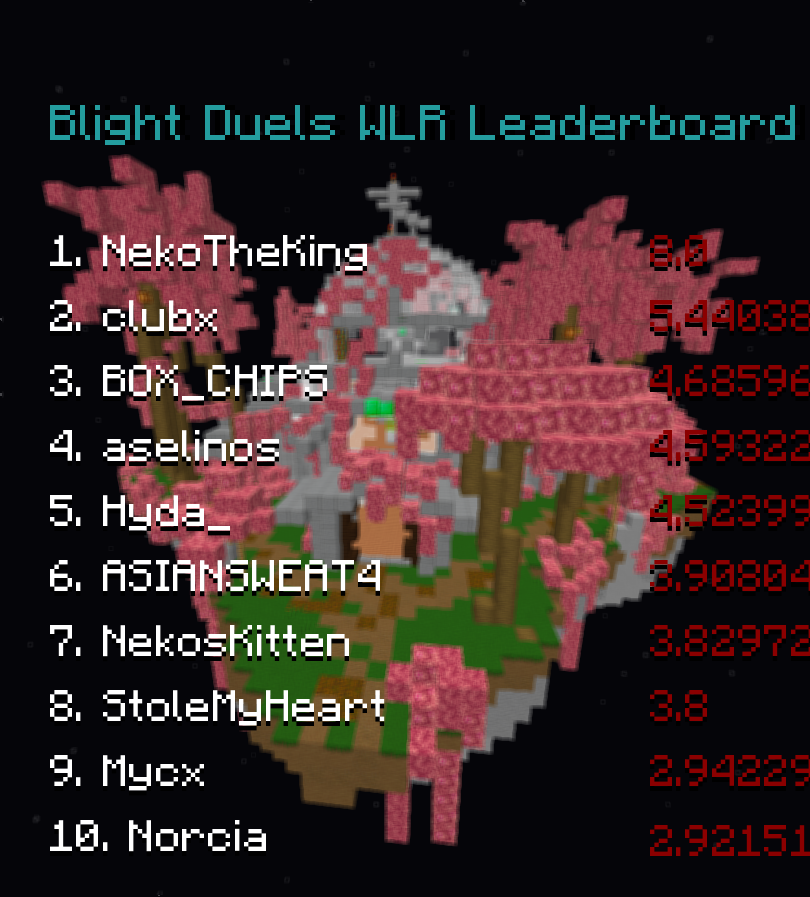 Blight Duels WLR Leaderboard
1. NekoTheKing 8.0
2. clubx 5.44038
3. BOX_CHIPS 4.68596
4. aselinos 4.59322
5. Hyda_ 4.52399
6. ASIANSWEAT4 3.90804
7. NekosKitten 3.82972
8. StoleMyHeart 3.8
9. Mycx 2.94229
10. Norcia 2.92151